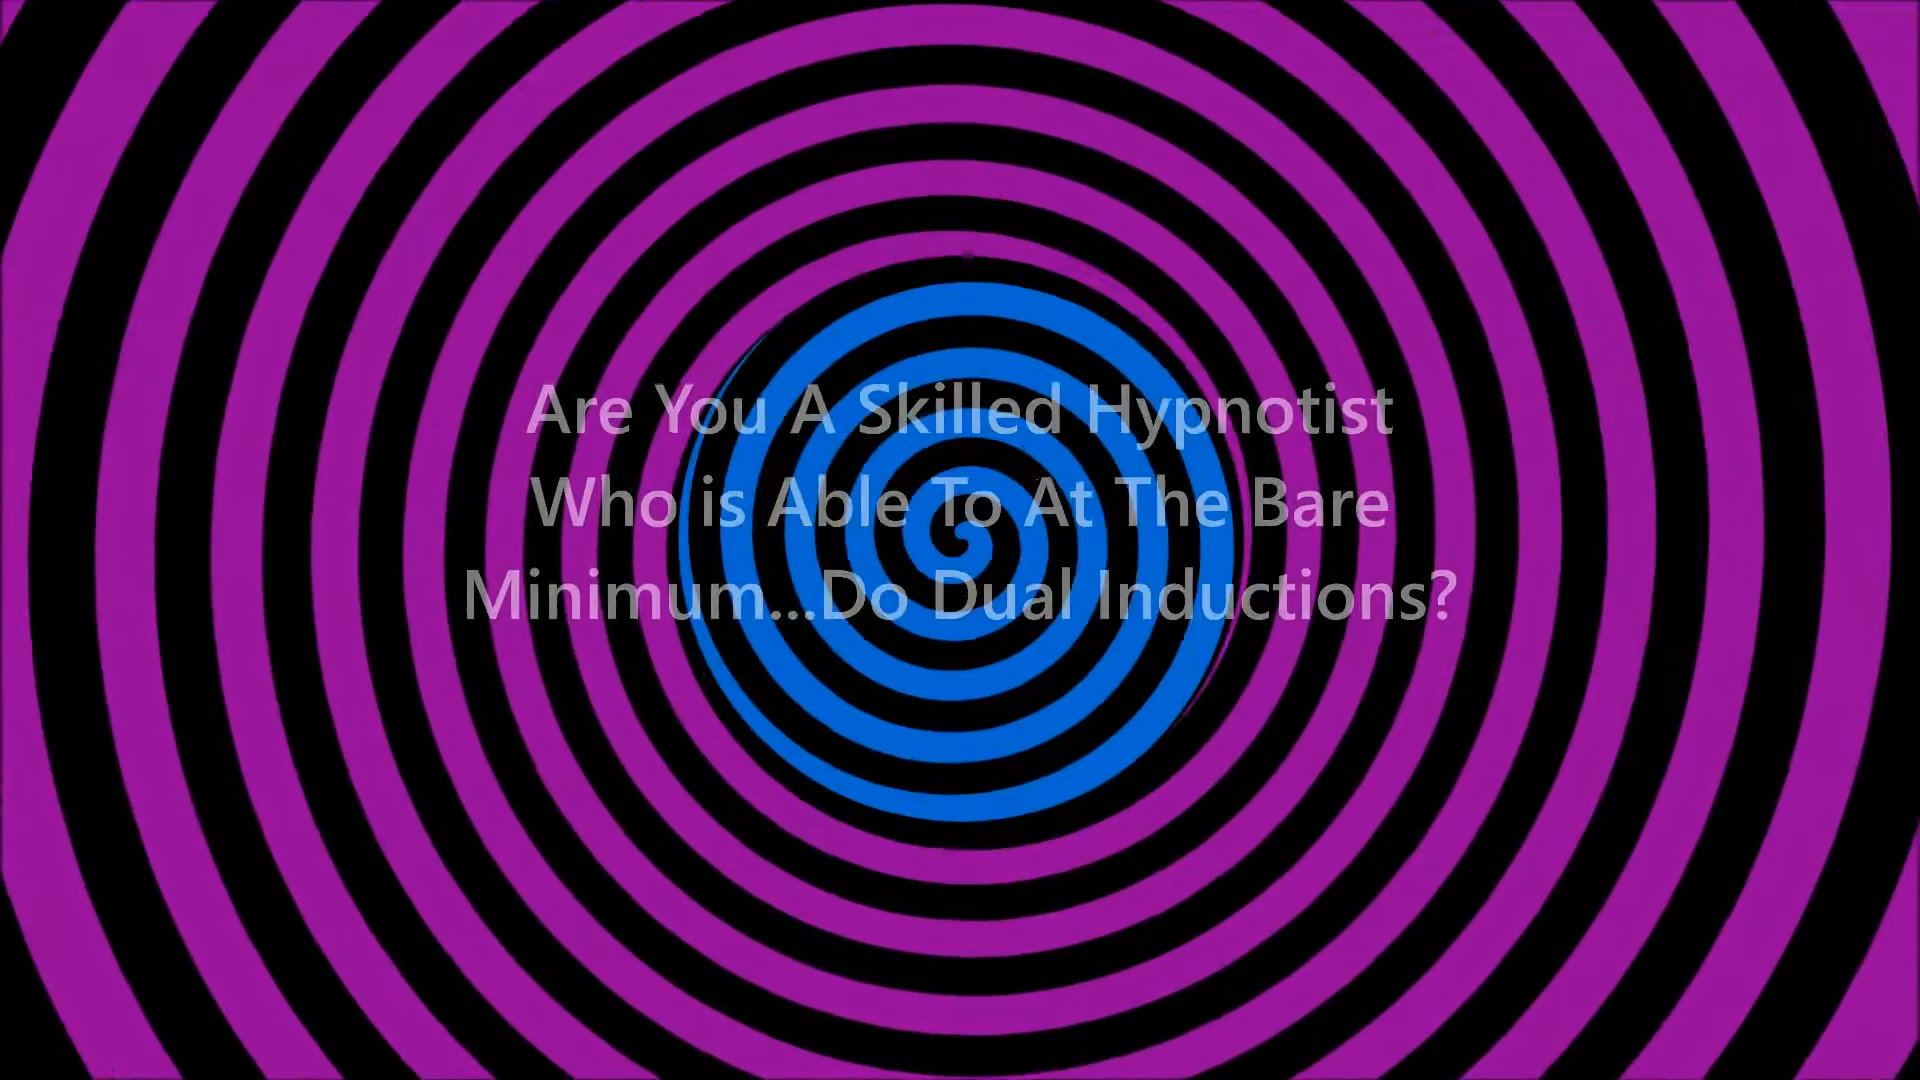 Are You A Skilled Hypnotist
Who is Able To At The Bare
Minimum...Do Dual Inductions?